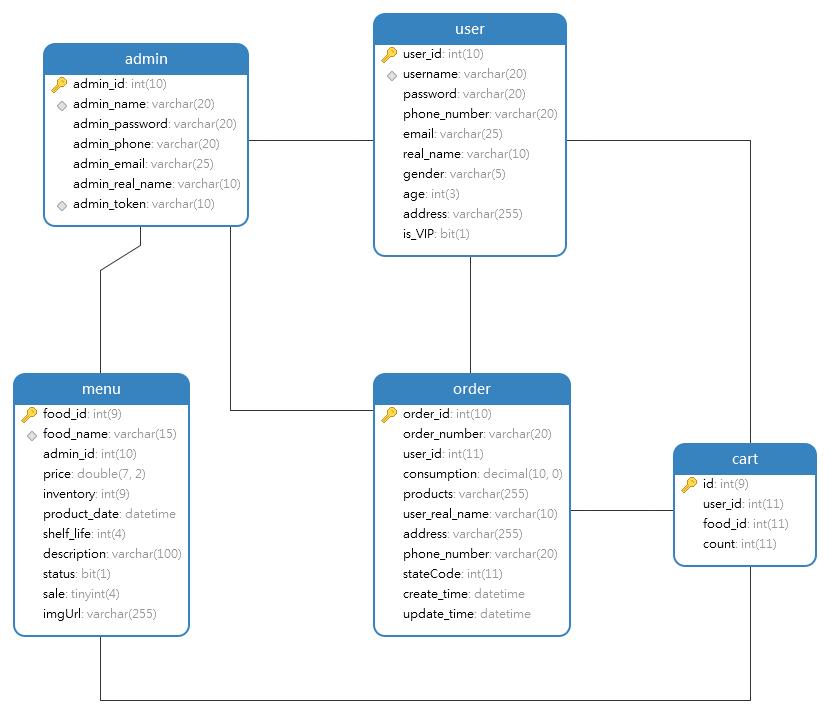 admin
admin_id: int(10)
admin_name: varchar(20)
admin_password: varchar(20)
admin_phone: varchar(20)
admin_email: varchar(25)
admin_real_name: varchar(10)
admin_token: varchar(10)
user
user_id: int(10)
username: varchar(20)
password: varchar(20)
phone_number: varchar(20)
email: varchar(25)
real_name: varchar(10)
gender: varchar(5)
age: int(3)
address: varchar(255)
is_VIP: bit(1)
menu
food_id: int(9)
food_name: varchar(15)
admin_id: int(10)
price: double(7, 2)
inventory: int(9)
product_date: datetime
shelf_life: int(4)
description: varchar(100)
status: bit(1)
sale: tinyint(4)
imgUrl: varchar(255)
order
order_id: int(10)
order_number: varchar(20)
user_id: int(11)
consumption: decimal(10, 0)
products: varchar(255)
user_real_name: varchar(10)
address: varchar(255)
phone_number: varchar(20)
stateCode: int(11)
create_time: datetime
update_time: datetime
cart
id: int(9)
user_id: int(11)
food_id: int(11)
count: int(11)